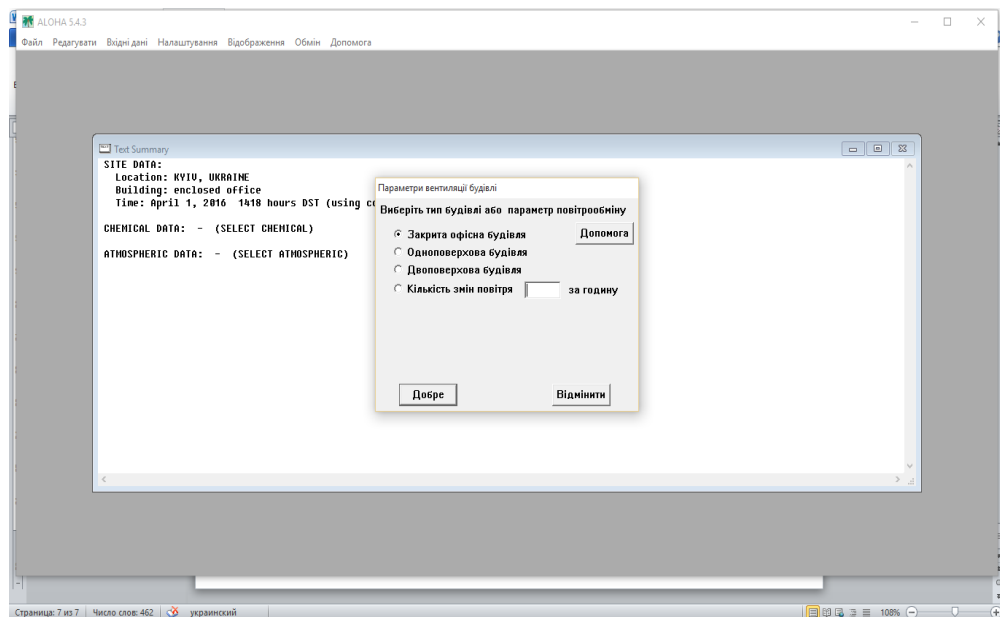 ALOHA 5.4.3
Файл Редагувати Вхідні дані Налаштування Відображення Обмін Допомога
Text Summary
SITE DATA:
Location: KYIV, UKRAINE
Building: enclosed office
Time: April 1, 2016 1418 hours DST (using
CHEMICAL DATA: - (SELECT CHEMICAL)
ATMOSPHERIC DATA: - (SELECT ATMOSPHERIC)
Параметри вентиляції будівлі
Виберіть тип будівлі або параметр повітрообміну
Закрита офісна будівля
Допомога
Одноповерхова будівля
Двоповерхова будівля
Кількість змін повітря за годину
Добре Відмінити
Страница: 7 из 7 Число слов: 462 украинский 108%